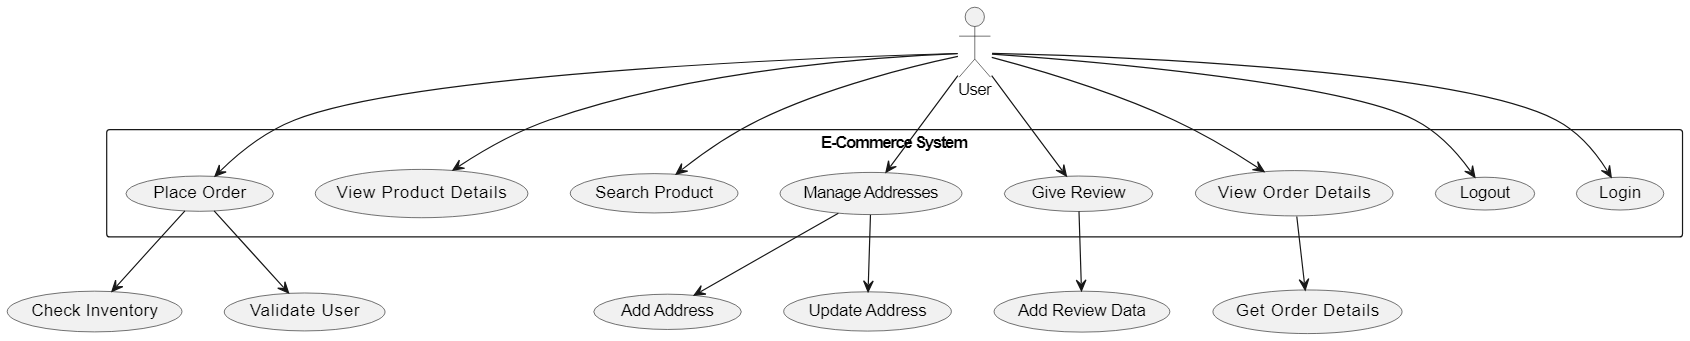 User
E-Commerce System
Place Order
View Product Details
Search Product
Manage Addresses
Give Review
View Order Details
Logout
Login
Check Inventory
Validate User
Add Address
Update Address
Add Review Data
Get Order Details